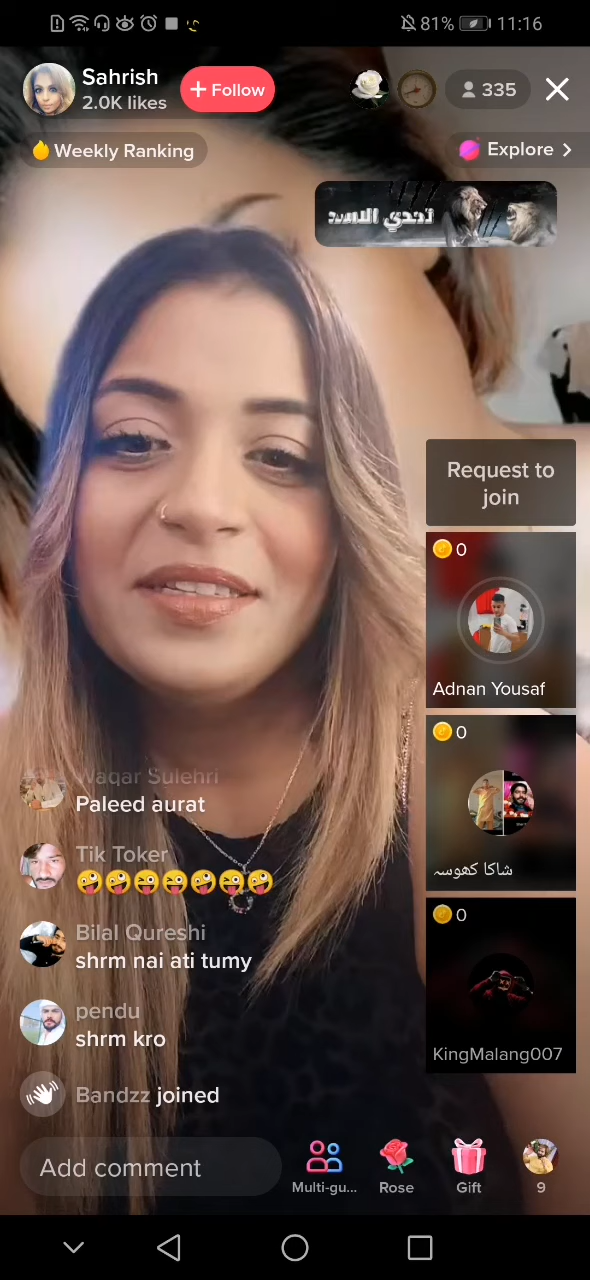 81% 11:16
Sahrish
2.0K likes
+ Follow
335
Weekly Ranking
Explore >
تحدي الاسد
Request to
join
0
Adnan Yousaf
0
شاکا کھوسہ
0
KingMalang007
Waqar Sulehri
Paleed aurat
Tik Toker
Bilal Qureshi
shrm nai ati tumy
pendu
shrm kro
Bandzz joined
Add comment
Multi-gu...
Rose
Gift
9